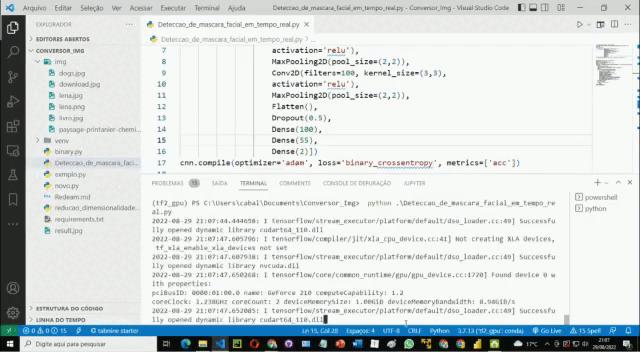 Arquivo Editar Seleção Ver Acessar Executar Terminal Ajuda
Deteccao_de_mascara_facial_em_tempo_real.py - Conversor_Img - Visual Studio Code
EXPLORADOR
EDITORES ABERTOS
CONVERSOR_IMG
img
dogs.jpg
download.jpg
lena.jpg
lena.png
livro.jpg
paysage-printanier-chemi...
venv
binary.py
Deteccao_de_mascara_faci...
exmplo.py
novo.py
Redeam.md
reducao_dimensionalidade...
requirements.txt
result.jpg
ESTRUTURA DO CÓDIGO
LINHA DO TEMPO
Deteccao_de_mascara_facial_em_tempo_real.py
Deteccao_de_mascara_facial_em_tempo_real.py > ...
7 activation='relu'),
8 MaxPooling2D(pool_size=(2,2)),
9 Conv2D(filters=100, kernel_size=(3,3),
10 activation='relu'),
11 MaxPooling2D(pool_size=(2,2)),
12 Flatten(),
13 Dropout(0.5),
14 Dense(100),
15 Dense(55),
16 Dense(2)])
17 cnn.compile(optimizer='adam', loss='binary_crossentropy', metrics=['acc'])
PROBLEMAS SAÍDA TERMINAL COMENTÁRIOS CONSOLE DE DEPURAÇÃO JUPYTER
powershell
python
(tf2_gpu) PS C:\Users\cabal\Conversor_Img> python .\Deteccao_de_mascara_facial_em_tempo_re
al.py
2022-08-29 21:07:44.444658: I tensorflow/stream_executor/platform/default/dso_loader.cc:49] Successfu
lly opened dynamic library cudart64_110.dll
2022-08-29 21:07:47.605796: I tensorflow/compiler/jit/xla_cpu_device.cc:41] Not creating XLA devices,
tf_xla_enable_xla_devices not set
2022-08-29 21:07:47.607798: I tensorflow/stream_executor/platform/default/dso_loader.cc:49] Successfu
lly opened dynamic library nvcuda.dll
2022-08-29 21:07:47.650268: I tensorflow/core/common_runtime/gpu/gpu_device.cc:1720] Found device 0 w
ith properties:
pciBusID: 0000:01:00.0 name: GeForce 210 computeCapability: 1.2
coreClock: 1.238GHz coreCount: 2 deviceMemorySize: 1.00GiB deviceMemoryBandwidth: 8.94GiB/s
2022-08-29 21:07:47.652085: I tensorflow/stream_executor/platform/default/dso_loader.cc:49] Successfu
lly opened dynamic library cudart64_110.dll
0 0 15 tabnine starter
Ln 15, Col 28 Espaços: 4 UTF-8 CRLF Python 3.7.13 ('tf2_gpu': conda) Go Live Spell
Digite aqui para pesquisar
17°C
21:07
29/08/2022